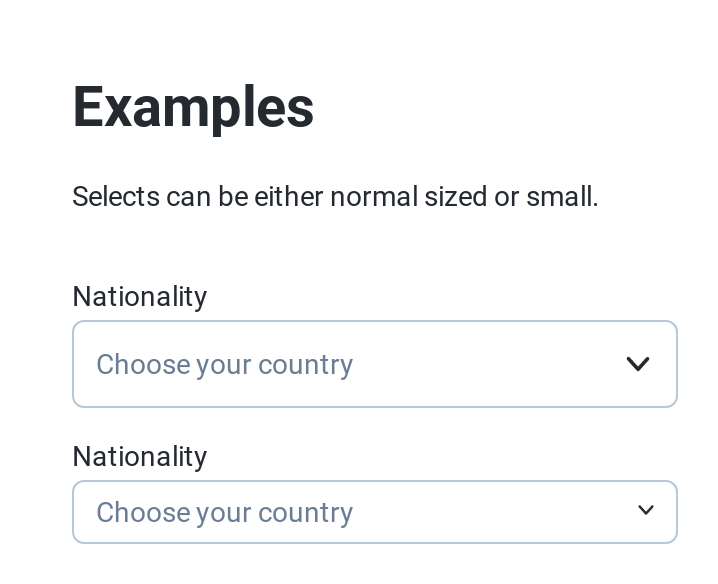 Examples
Selects can be either normal sized or small.
Nationality
Choose your country
Nationality
Choose your country